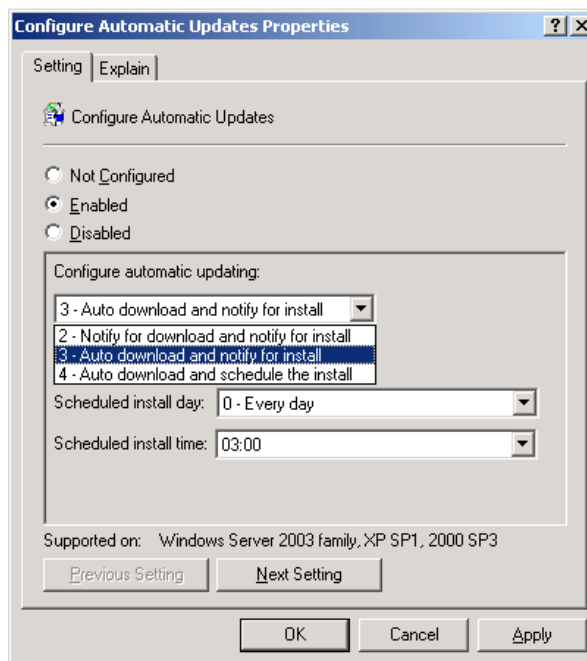 Configure Automatic Updates Properties
Setting
Explain
Configure Automatic Updates
Not Configured
Enabled
Disabled
Configure automatic updating:
3 - Auto download and notify for install
2 - Notify for download and notify for install
3 - Auto download and notify for install
4 - Auto download and schedule the install
Scheduled install day: 0 - Every day
Scheduled install time: 03:00
Supported on: Windows Server 2003 family, XP SP1, 2000 SP3
Previous Setting Next Setting
OK Cancel Apply